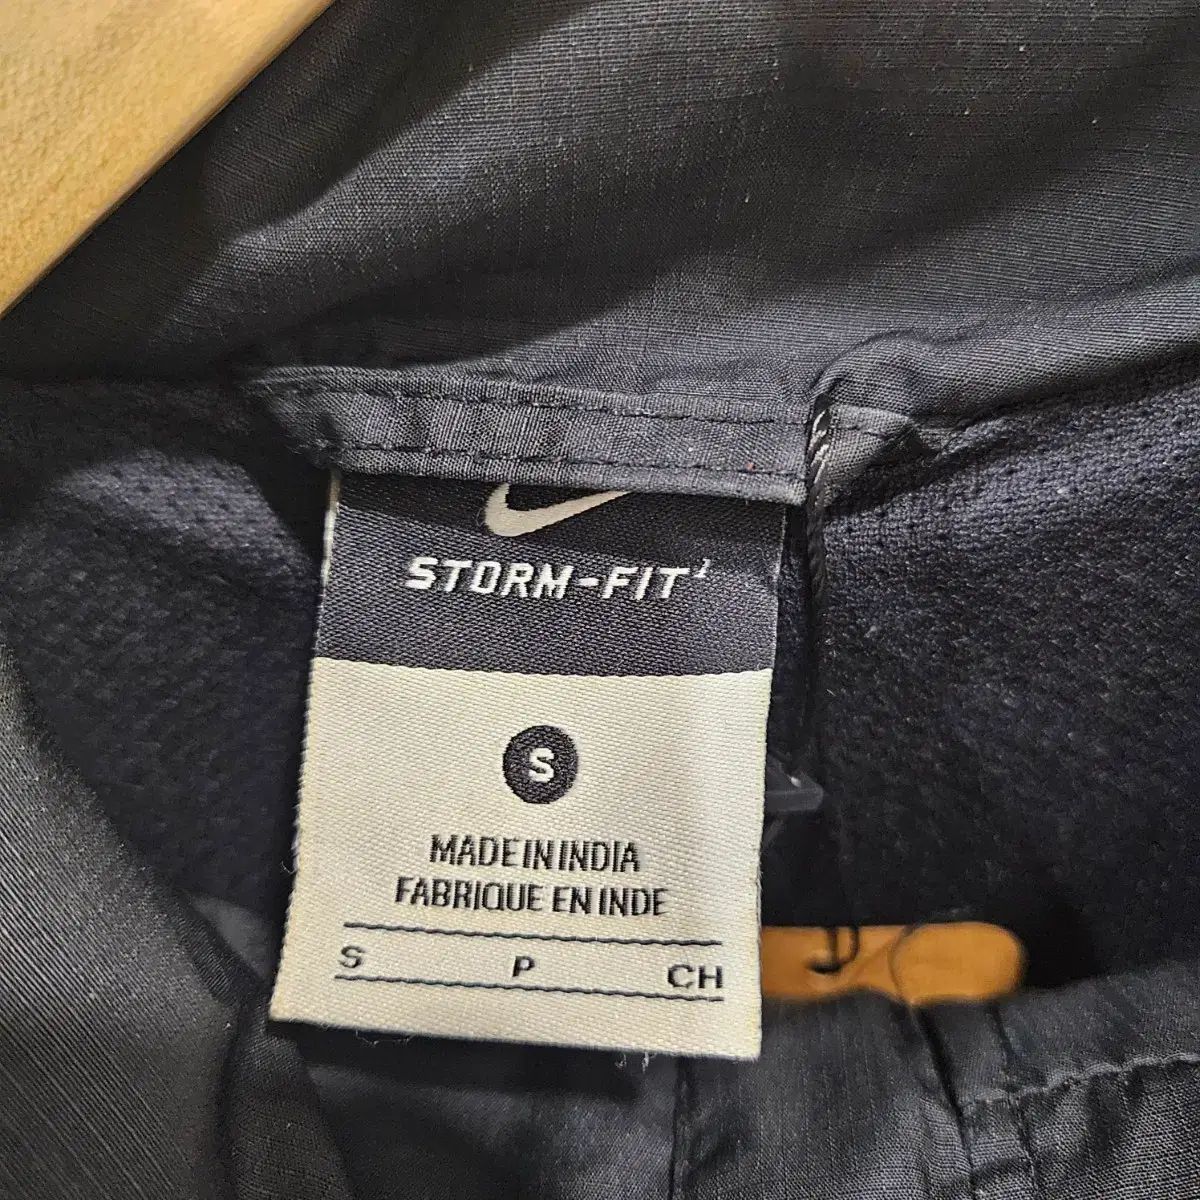 STORM-FIT
S
MADE IN INDIA
FABRIQUE EN INDE
S P CH